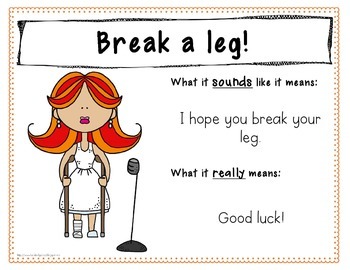 Break a leg!
What it sounds like it means:
I hope you break your
leg.
What it really means:
Good luck!